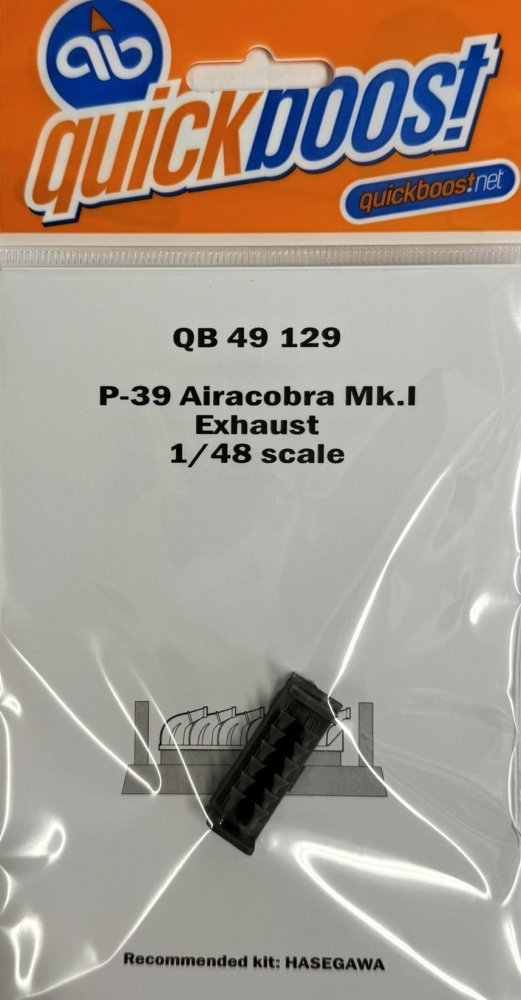 ab
quickboost
quickboost.net
QB 49 129
P-39 Airacobra Mk.I
Exhaust
1/48 scale
Recommended kit: HASEGAWA